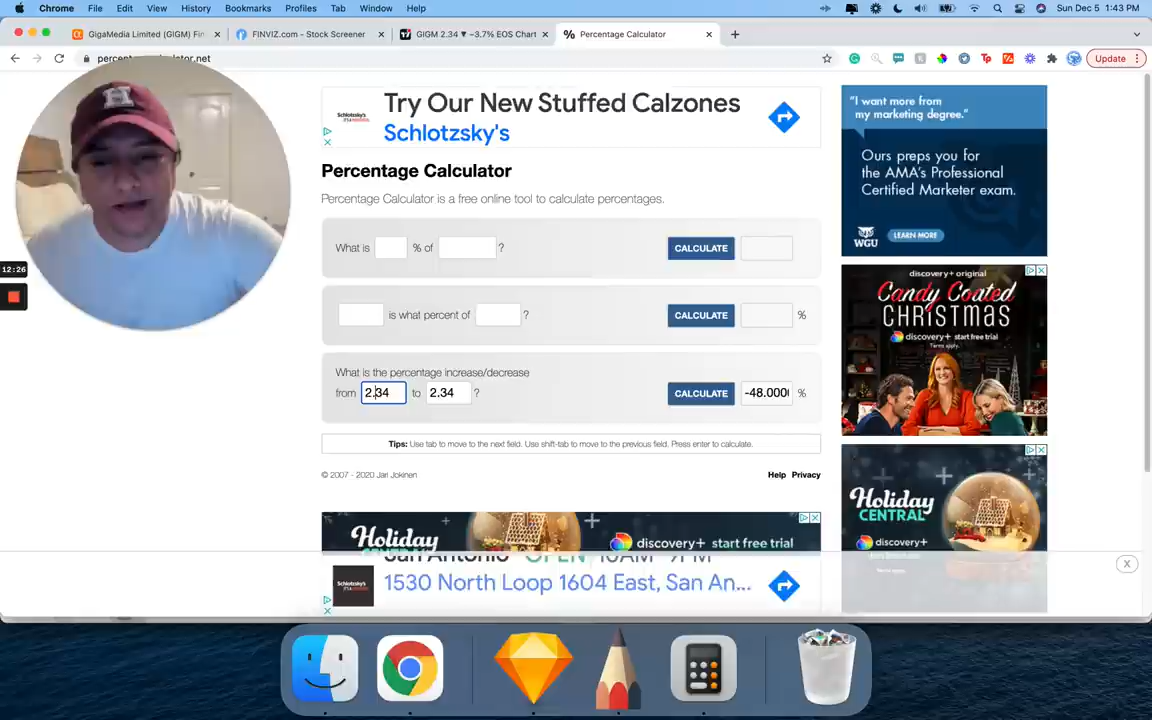 Chrome File Edit View History Bookmarks Profiles Tab Window Help Sun Dec 5 1:43 PM
GigaMedia Limited (GIGM) Fin
FINVIZ.com - Stock Screener
GIGM 2.34 ▼ −3.7% EOS Chart
Percentage Calculator
Update
Try Our New Stuffed Calzones
Schlotzsky's
Percentage Calculator
Percentage Calculator is a free online tool to calculate percentages.
What is % of ? CALCULATE
is what percent of ? CALCULATE %
What is the percentage increase/decrease
from 2.34 to 2.34 ? CALCULATE -48.000 %
Tips: Use tab to move to the next field. Use shift-tab to move to the previous field. Press enter to calculate.
© 2007 - 2020 Jari Jokinen Help Privacy
Holiday
CENTRAL
discovery+ start free trial
San Antonio OPEN
1530 North Loop 1604 East, San An...
"I want more from
my marketing degree."
Ours preps you for
the AMA's Professional
Certified Marketer exam.
WGU
LEARN MORE
discovery+ original
Candy Coated
CHRISTMAS
discovery+ start free trial
Terms apply.
Holiday
CENTRAL
discovery+
start free trial
12:26
H